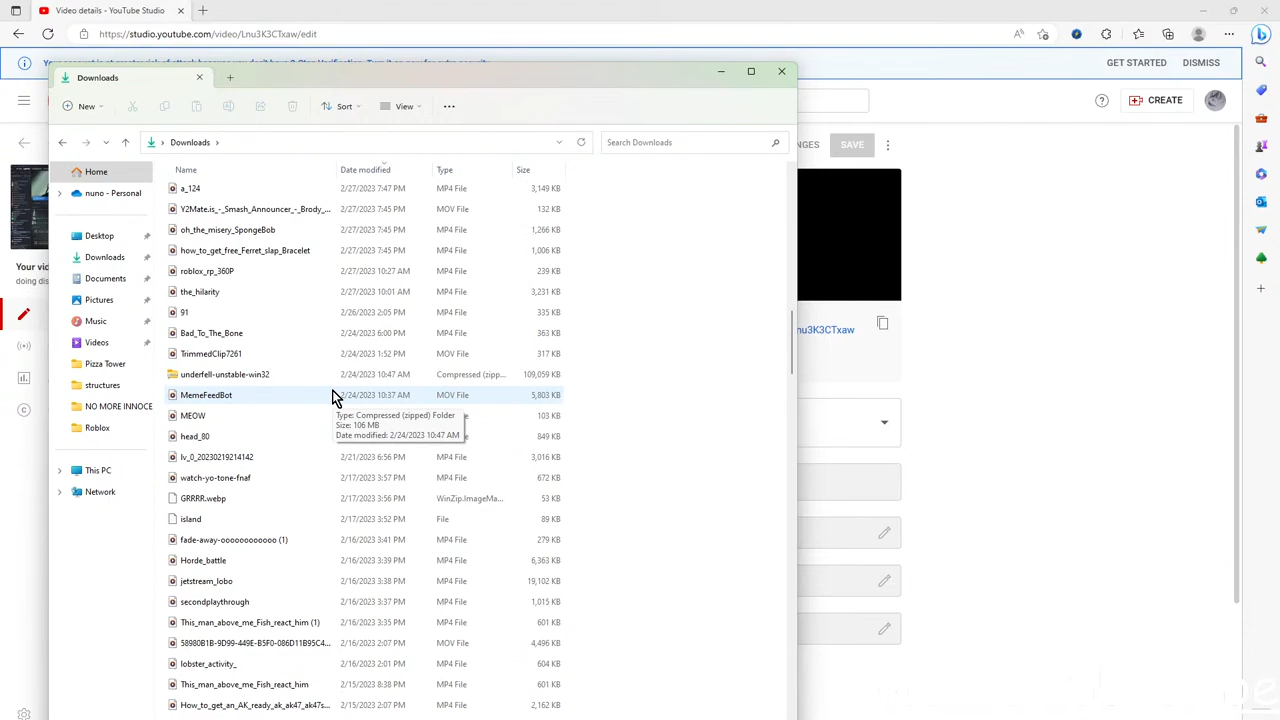 Video details - YouTube Studio
https://studio.youtube.com/video/Lnu3K3CTxaw/edit
GET STARTED DISMISS
Downloads
New Sort View
CREATE
Downloads Search Downloads
NGES SAVE
Name Date modified Type Size
Home
nuno - Personal
Desktop
Downloads
Documents
Pictures
Music
Videos
Pizza Tower
structures
NO MORE INNOCE
Roblox
This PC
Network
Your vi
doing dis
a_124 2/27/2023 7:47 PM MP4 File 3,149 KB
Y2Mate.is_-_Smash_Announcer_-_Brody_... 2/27/2023 7:45 PM MOV File 132 KB
oh_the_misery_SpongeBob 2/27/2023 7:45 PM MP4 File 1,266 KB
how_to_get_free_Ferret_slap_Bracelet 2/27/2023 7:45 PM MP4 File 1,006 KB
roblox_rp_360P 2/27/2023 10:27 AM MP4 File 239 KB
the_hilarity 2/27/2023 10:01 AM MP4 File 3,231 KB
91 2/26/2023 2:05 PM MP4 File 335 KB
Bad_To_The_Bone 2/24/2023 6:00 PM MP4 File 363 KB
nu3K3CTxaw
TrimmedClip7261 2/24/2023 1:52 PM MOV File 317 KB
underfell-unstable-win32 2/24/2023 10:47 AM Compressed (zipp... 109,059 KB
MemeFeedBot 2/24/2023 10:37 AM MOV File 5,803 KB
MEOW 103 KB
Type: Compressed (zipped) Folder
Size: 106 MB
Date modified: 2/24/2023 10:47 AM
head_80 849 KB
lv_0_20230219214142 2/21/2023 6:56 PM MP4 File 3,016 KB
watch-yo-tone-fnaf 2/17/2023 3:57 PM MP4 File 672 KB
GRRRR.webp 2/17/2023 3:56 PM WinZip.ImageMa... 53 KB
island 2/17/2023 3:52 PM File 89 KB
fade-away-oooooooooooo (1) 2/16/2023 3:41 PM MP4 File 279 KB
Horde_battle 2/16/2023 3:39 PM MP4 File 6,363 KB
jetstream_lobo 2/16/2023 3:38 PM MP4 File 19,102 KB
secondplaythrough 2/16/2023 3:37 PM MP4 File 1,015 KB
This_man_above_me_Fish_react_him (1) 2/16/2023 3:35 PM MP4 File 601 KB
58980B1B-9D99-449E-B5F0-086D11B95C4... 2/16/2023 2:07 PM MOV File 4,496 KB
lobster_activity_ 2/16/2023 2:01 PM MP4 File 604 KB
This_man_above_me_Fish_react_him 2/15/2023 8:38 PM MP4 File 601 KB
How_to_get_an_AK_ready_ak_ak47_ak47s... 2/15/2023 2:07 PM MP4 File 2,162 KB